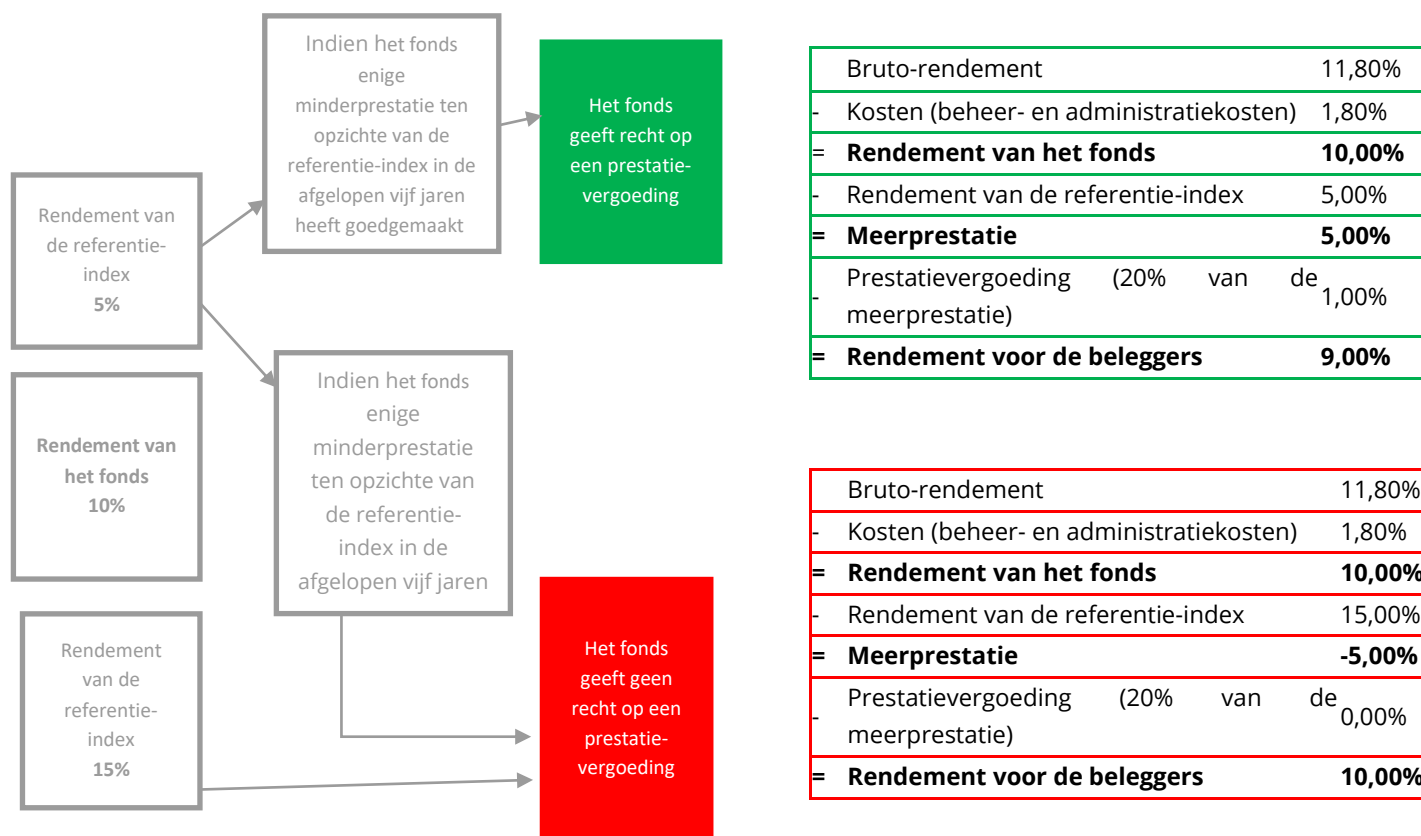 Rendement van
de referentie-
index
5%
Rendement van
het fonds
10%
Rendement
van de
referentie-
index
15%
Indien het fonds
enige
minderprestatie ten
opzichte van de
referentie-index in de
afgelopen vijf jaren
heeft goedgemaakt
Indien het fonds
enige
minderprestatie
ten opzichte van
de referentie-
index in de
afgelopen vijf jaren
Het fonds
geeft recht op
een prestatie-
vergoeding
Het fonds
geeft geen
recht op een
prestatie-
vergoeding
Bruto-rendement 11,80%
- Kosten (beheer- en administratiekosten) 1,80%
= Rendement van het fonds 10,00%
- Rendement van de referentie-index 5,00%
= Meerprestatie 5,00%
- Prestatievergoeding (20% van de
meerprestatie) 1,00%
= Rendement voor de beleggers 9,00%
Bruto-rendement 11,80%
- Kosten (beheer- en administratiekosten) 1,80%
= Rendement van het fonds 10,00%
- Rendement van de referentie-index 15,00%
= Meerprestatie -5,00%
- Prestatievergoeding (20% van de
meerprestatie) 0,00%
= Rendement voor de beleggers 10,00%